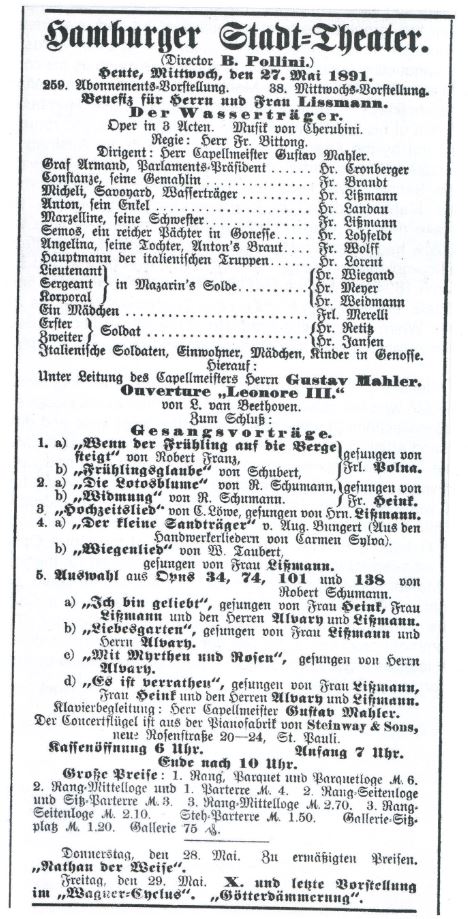 Hamburger Stadt-Theater.
(Director B. Pollini.)
Heute, Mittwoch, den 27. Mai 1891.
259. Abonnements-Vorstellung. 38. Mittwochs-Vorstellung.
Benefiz für Herrn und Frau Lissmann.
Der Wasserträger.
Oper in 3 Acten. Musik von Cherubini.
Regie: Herr Fr. Bittong.
Dirigent: Herr Capellmeister Gustav Mahler.
Graf Armand, Parlaments-Präsident ...... Hr. Cronberger
Constanze, seine Gemahlin ............... Fr. Brandt
Micheli, Savoyard, Wasserträger ......... Hr. Lißmann
Anton, sein Enkel ....................... Hr. Landau
Marzelline, seine Schwester ............. Fr. Lißmann
Semos, ein reicher Pächter in Gonesse... Hr. Lohfeldt
Angelina, seine Tochter, Anton's Braut.... Fr. Wolff
Hauptmann der italienischen Truppen..... Hr. Lorent
Lieutenant Hr. Wiegand
Sergeant in Mazarin's Solde Hr. Meyer
Korporal Hr. Weidmann
Ein Mädchen ............................ Frl. Merelli
Erster Hr. Retitz
Soldat
Zweiter Hr. Jansen
Italienische Soldaten, Einwohner, Mädchen, Kinder in Genosse.
Hierauf:
Unter Leitung des Capellmeisters Herrn Gustav Mahler.
Ouverture „Leonore III.“
von L. van Beethoven.
Zum Schluß:
Gesangsvorträge.
1. a) „Wenn der Frühling auf die Berge
steigt“ von Robert Franz, gesungen von
b) „Frühlingsglaube“ von Schubert, Frl. Polna.
2. a) „Die Lotosblume“ von R. Schumann, gesungen von
b) „Widmung“ von R. Schumann. Fr. Heink.
3 „Hochzeitslied“ von C. Löwe, gesungen von Hrn. Lißmann.
4. a) „Der kleine Sandträger“ v. Aug. Bungert (Aus den
Handwerkerliedern von Carmen Sylva).
b) „Wiegenlied“ von W. Taubert,
gesungen von Frau Lißmann.
5. Auswahl aus Opus 34, 74, 101 und 138 von
Robert Schumann.
a) „Ich bin geliebt“, gesungen von Frau Heink, Frau
Lißmann und den Herren Alvary und Lißmann.
b) „Liebesgarten“, gesungen von Frau Lißmann und
Herrn Alvary.
c) „Mit Myrthen und Rosen“, gesungen von Herrn
Alvary.
d) „Es ist verrathen“, gesungen von Frau Lißmann,
Frau Heink und den Herren Alvary und Lißmann.
Klavierbegleitung: Herr Capellmeister Gustav Mahler.
Der Concertflügel ist aus der Pianofabrik von Steinway & Sons,
neue Rosenstraße 20—24, St. Pauli.
Kassenöffnung 6 Uhr. Anfang 7 Uhr.
Ende nach 10 Uhr.
Große Preise: 1. Rang, Parquet und Parquetloge M. 6.
2. Rang-Mittelloge und 1. Parterre M. 4. 2. Rang-Seitenloge
und Sitz-Parterre M. 3. 3. Rang-Mittelloge M. 2.70. 3. Rang-
Seitenloge M. 2.10. Steh-Parterre M. 1.50. Gallerie-Sitz-
platz M. 1.20. Gallerie 75 ₰.
Donnerstag, den 28. Mai. Zu ermäßigten Preisen.
„Nathan der Weise“.
Freitag, den 29. Mai. X. und letzte Vorstellung
im „Wagner-Cyclus“. „Götterdämmerung“.